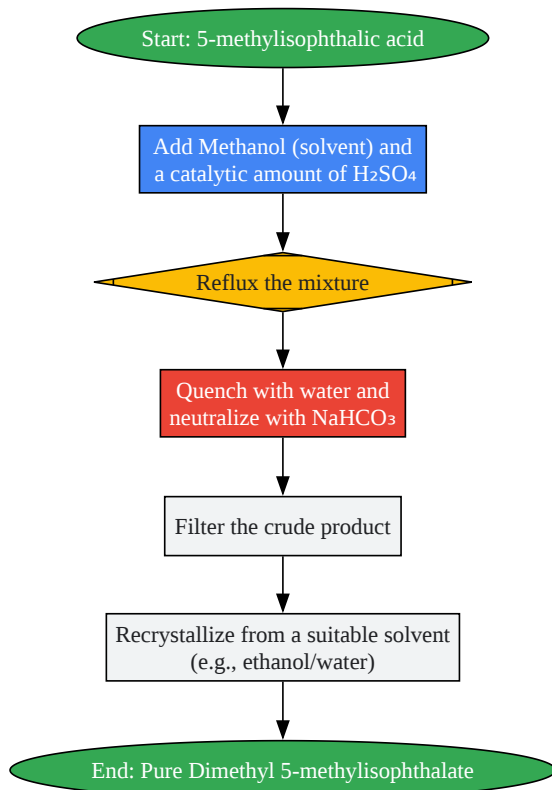 Start: 5-methylisophthalic acid
Add Methanol (solvent) and
a catalytic amount of H₂SO₄
Reflux the mixture
Quench with water and
neutralize with NaHCO₃
Filter the crude product
Recrystallize from a suitable solvent
(e.g., ethanol/water)
End: Pure Dimethyl 5-methylisophthalate